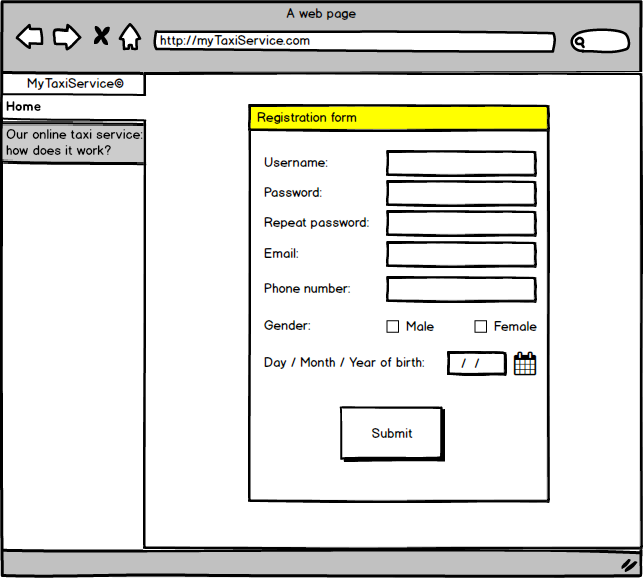 A web page
http://myTaxiService.com
MyTaxiService©
Home
Our online taxi service:
how does it work?
Registration form
Username:
Password:
Repeat password:
Email:
Phone number:
Gender: Male Female
Day / Month / Year of birth: / /
Submit